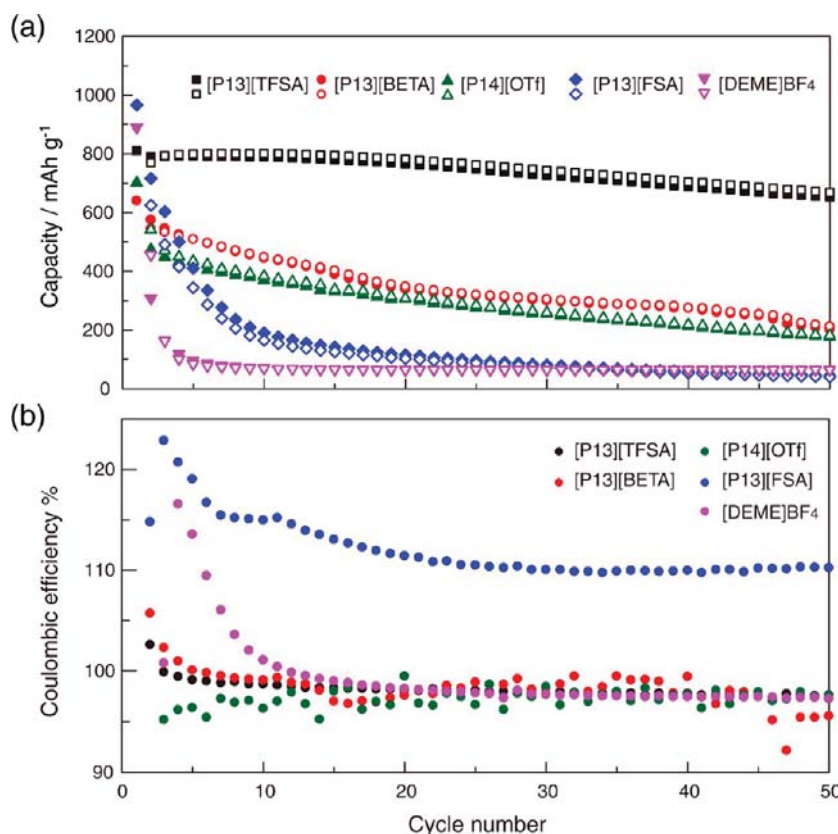 (a)
1200
1000
800
600
400
200
0
Capacity / mAh g⁻¹
[P13][TFSA] [P13][BETA] [P14][OTf] [P13][FSA] [DEME]BF₄
(b)
120
110
100
90
Coulombic efficiency %
[P13][TFSA] [P14][OTf]
[P13][BETA] [P13][FSA]
[DEME]BF₄
0 10 20 30 40 50
Cycle number